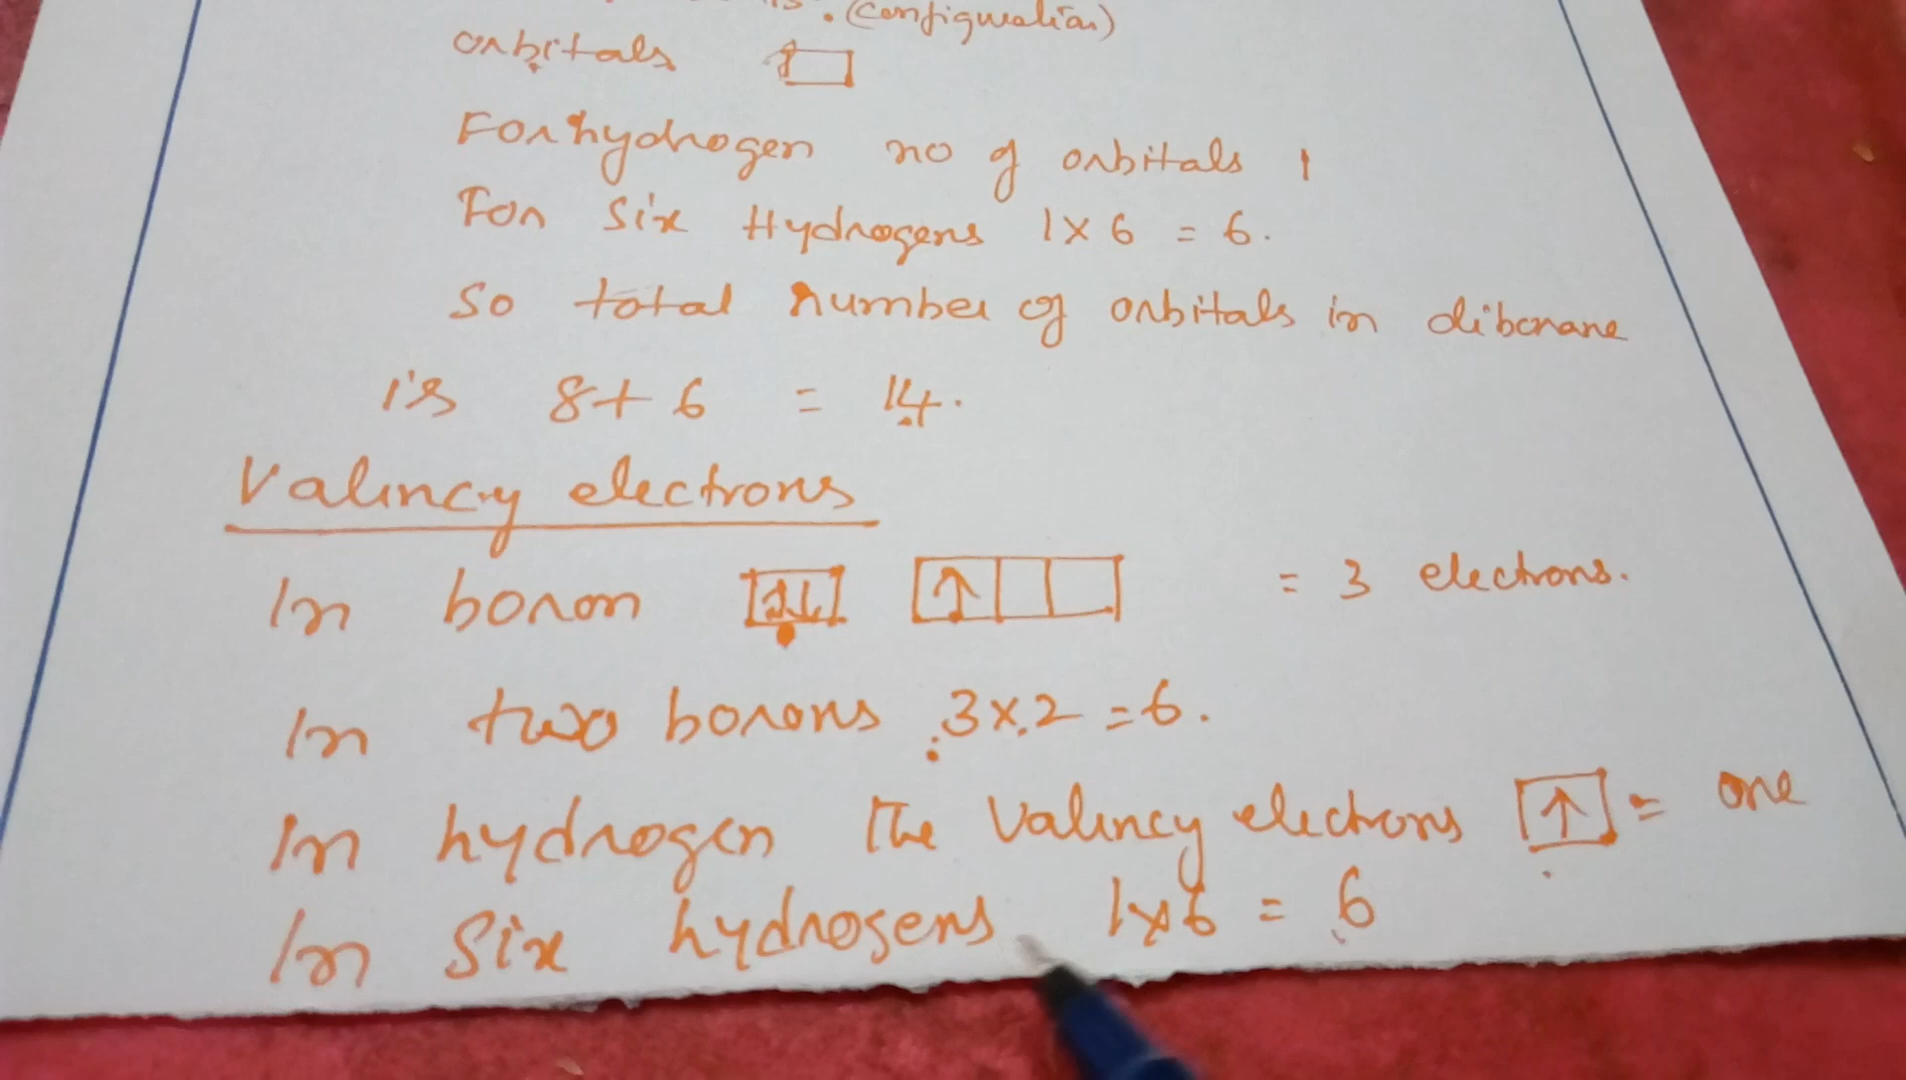 (configuration)
orbitals
For hydrogen no of orbitals 1
For Six Hydrogens 1 x 6 = 6.
So total number of orbitals in diborane
is 8 + 6 = 14.
Valency electrons
In boron ↑↓ ↑ = 3 electrons.
In two borons 3 x 2 = 6.
In hydrogen The Valency electrons ↑ = one
In Six hydrogens 1x6 = 6